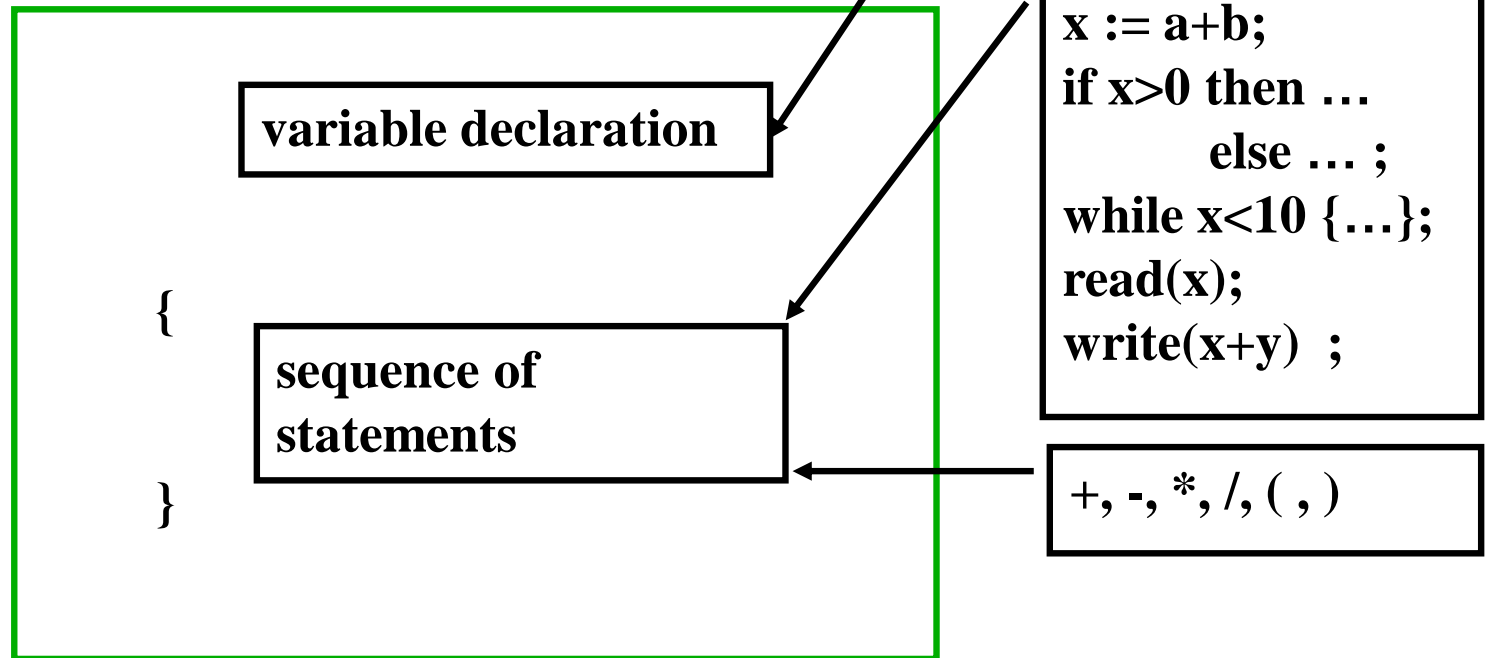 variable declaration
{
sequence of
statements
}
x := a+b;
if x>0 then …
else … ;
while x<10 {…};
read(x);
write(x+y) ;
+, -, *, /, ( , )